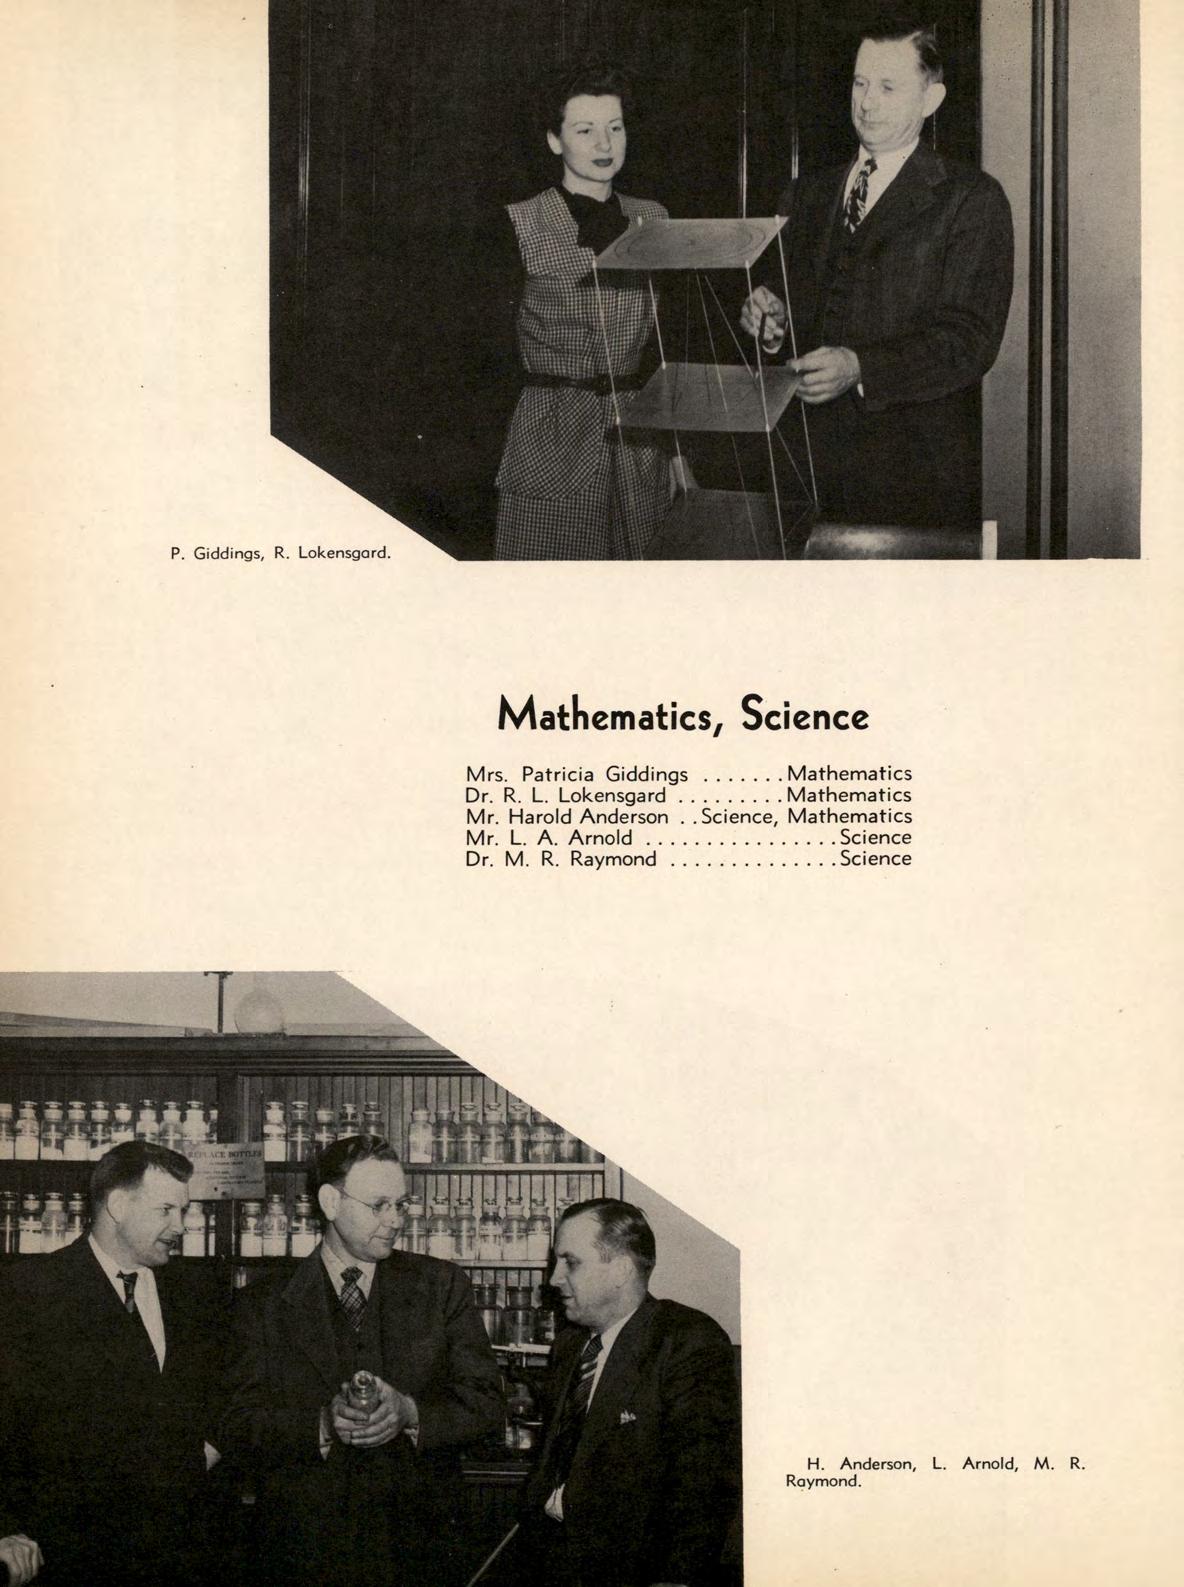 P. Giddings, R. Lokensgard.
Mathematics, Science
Mrs. Patricia Giddings ....... Mathematics
Dr. R. L. Lokensgard ......... Mathematics
Mr. Harold Anderson .. Science, Mathematics
Mr. L. A. Arnold ................ Science
Dr. M. R. Raymond .............. Science
REPLACE BOTTLES
H. Anderson, L. Arnold, M. R.
Raymond.